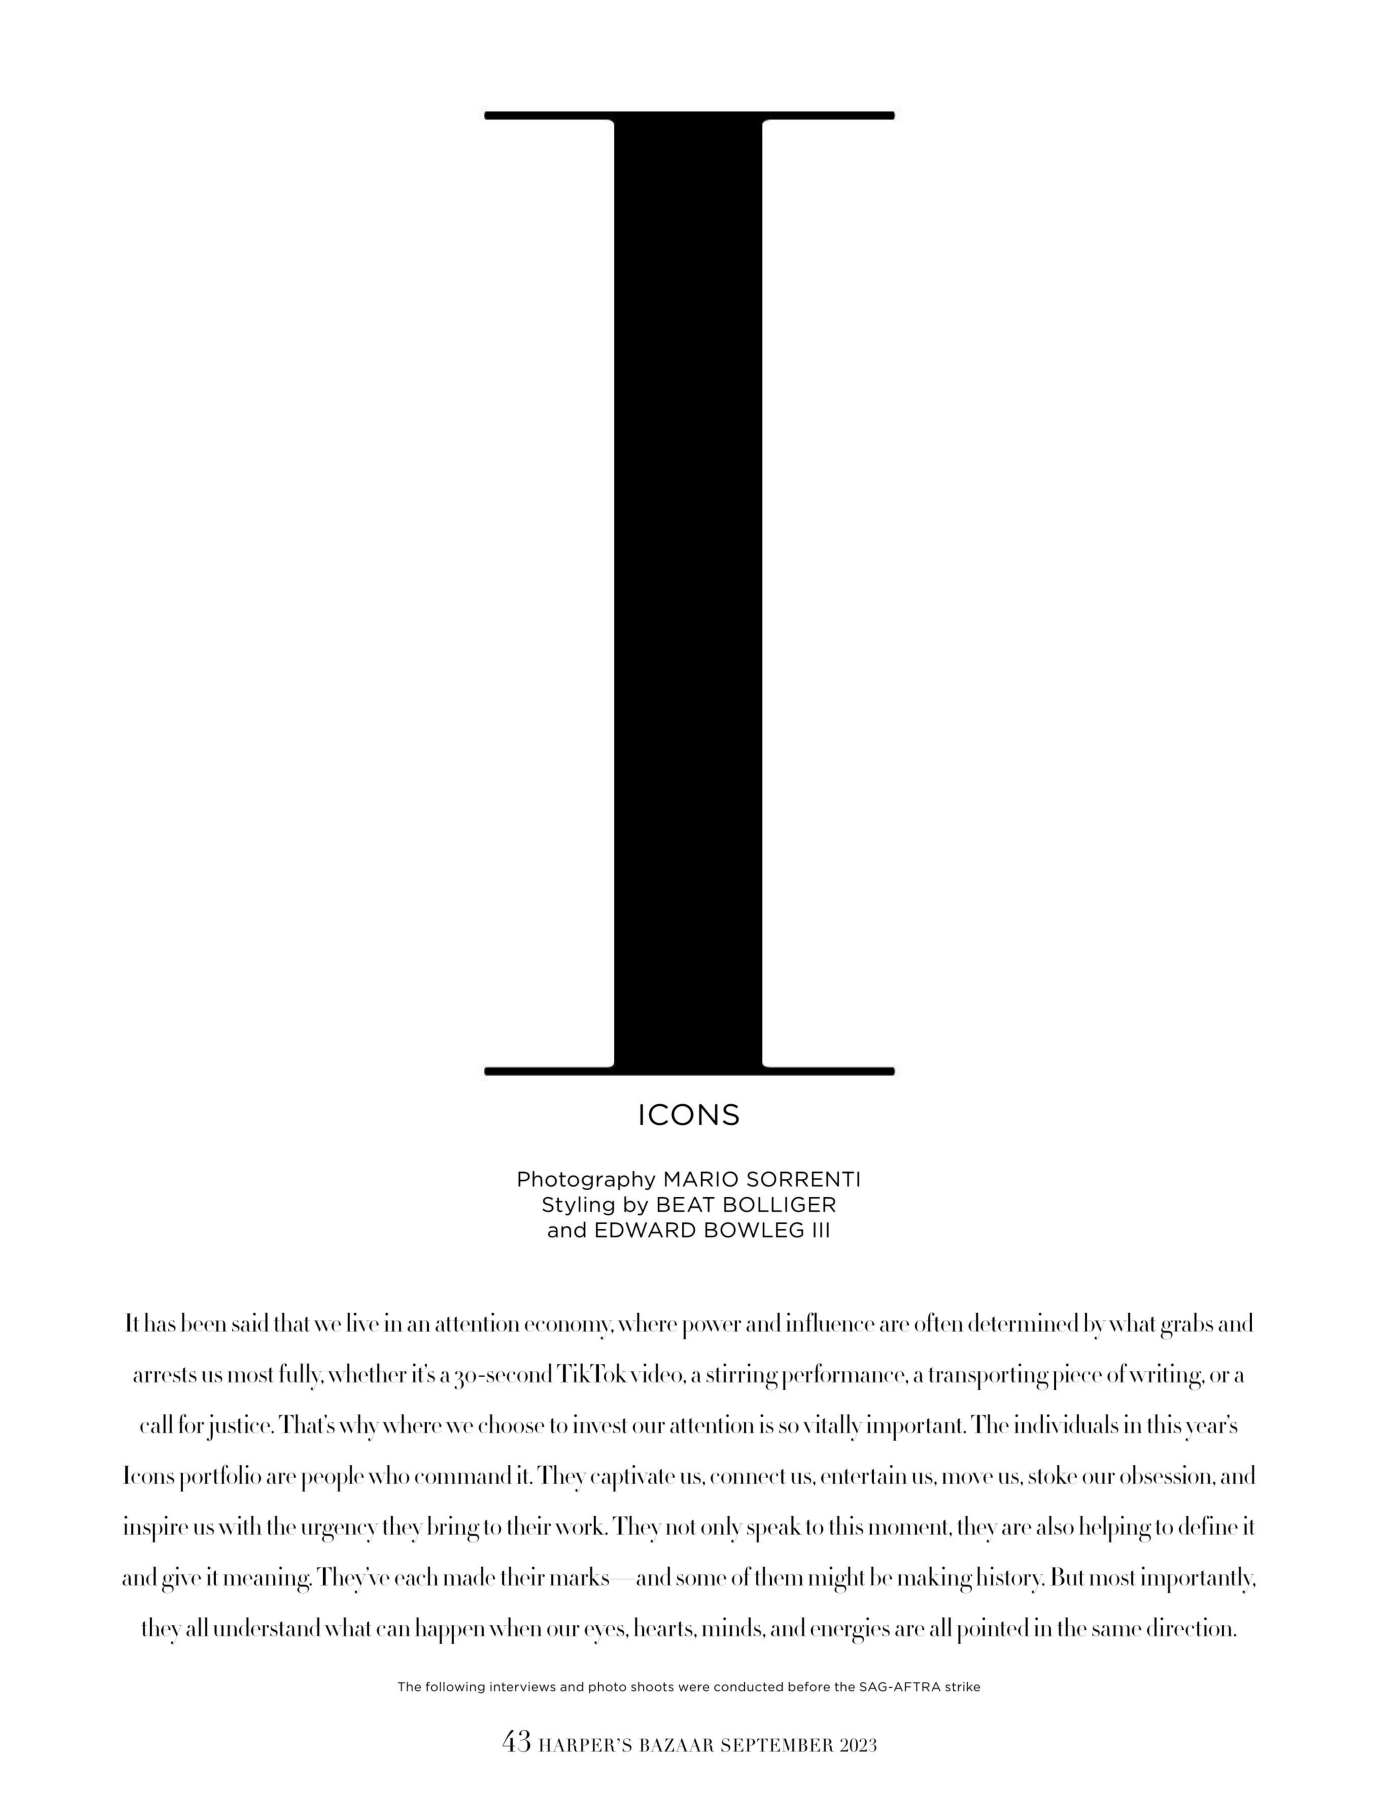 I
ICONS
Photography MARIO SORRENTI
Styling by BEAT BOLLIGER
and EDWARD BOWLEG III
It has been said that we live in an attention economy, where power and influence are often determined by what grabs and
arrests us most fully, whether it’s a 30-second TikTok video, a stirring performance, a transporting piece of writing, or a
call for justice. That’s why where we choose to invest our attention is so vitally important. The individuals in this year’s
Icons portfolio are people who command it. They captivate us, connect us, entertain us, move us, stoke our obsession, and
inspire us with the urgency they bring to their work. They not only speak to this moment, they are also helping to define it
and give it meaning. They’ve each made their marks—and some of them might be making history. But most importantly,
they all understand what can happen when our eyes, hearts, minds, and energies are all pointed in the same direction.
The following interviews and photo shoots were conducted before the SAG-AFTRA strike
43 HARPER’S BAZAAR SEPTEMBER 2023